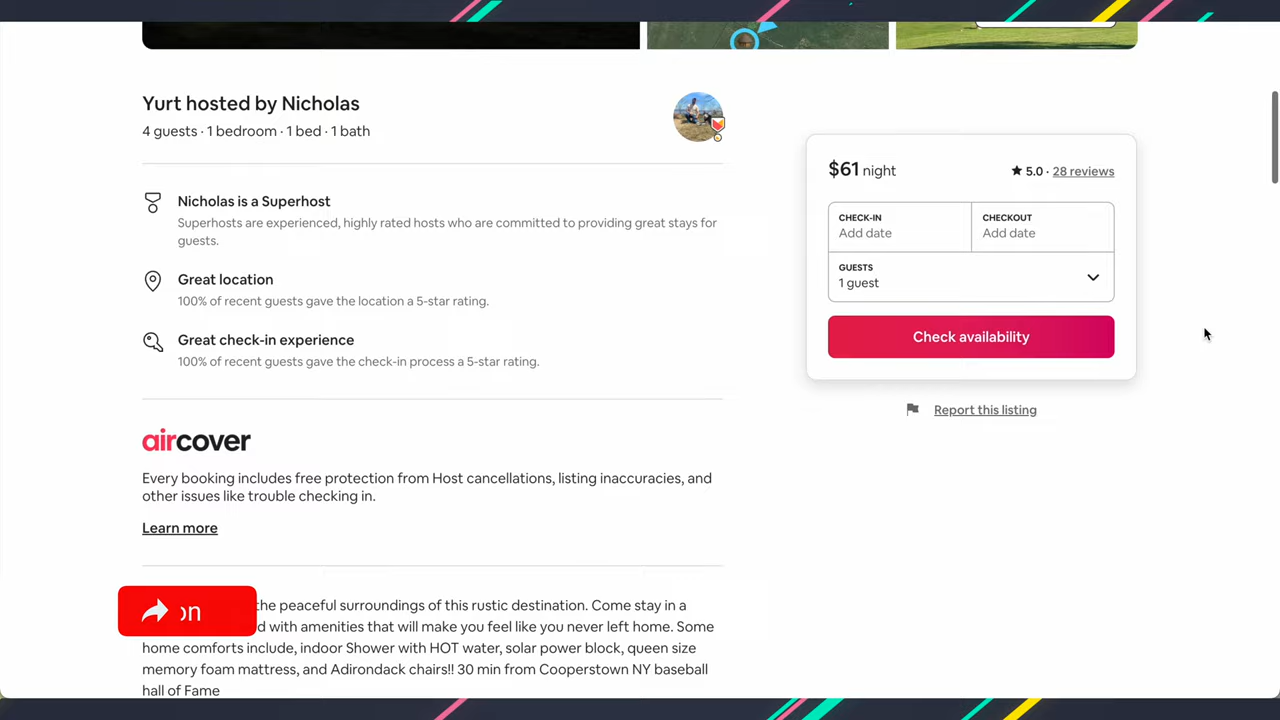 Yurt hosted by Nicholas
4 guests · 1 bedroom · 1 bed · 1 bath
Nicholas is a Superhost
Superhosts are experienced, highly rated hosts who are committed to providing great stays for
guests.
Great location
100% of recent guests gave the location a 5-star rating.
Great check-in experience
100% of recent guests gave the check-in process a 5-star rating.
aircover
Every booking includes free protection from Host cancellations, listing inaccuracies, and
other issues like trouble checking in.
Learn more
the peaceful surroundings of this rustic destination. Come stay in a
with amenities that will make you feel like you never left home. Some
home comforts include, indoor Shower with HOT water, solar power block, queen size
memory foam mattress, and Adirondack chairs!! 30 min from Cooperstown NY baseball
hall of Fame
$61 night
★ 5.0 · 28 reviews
CHECK-IN
Add date
CHECKOUT
Add date
GUESTS
1 guest
Check availability
Report this listing